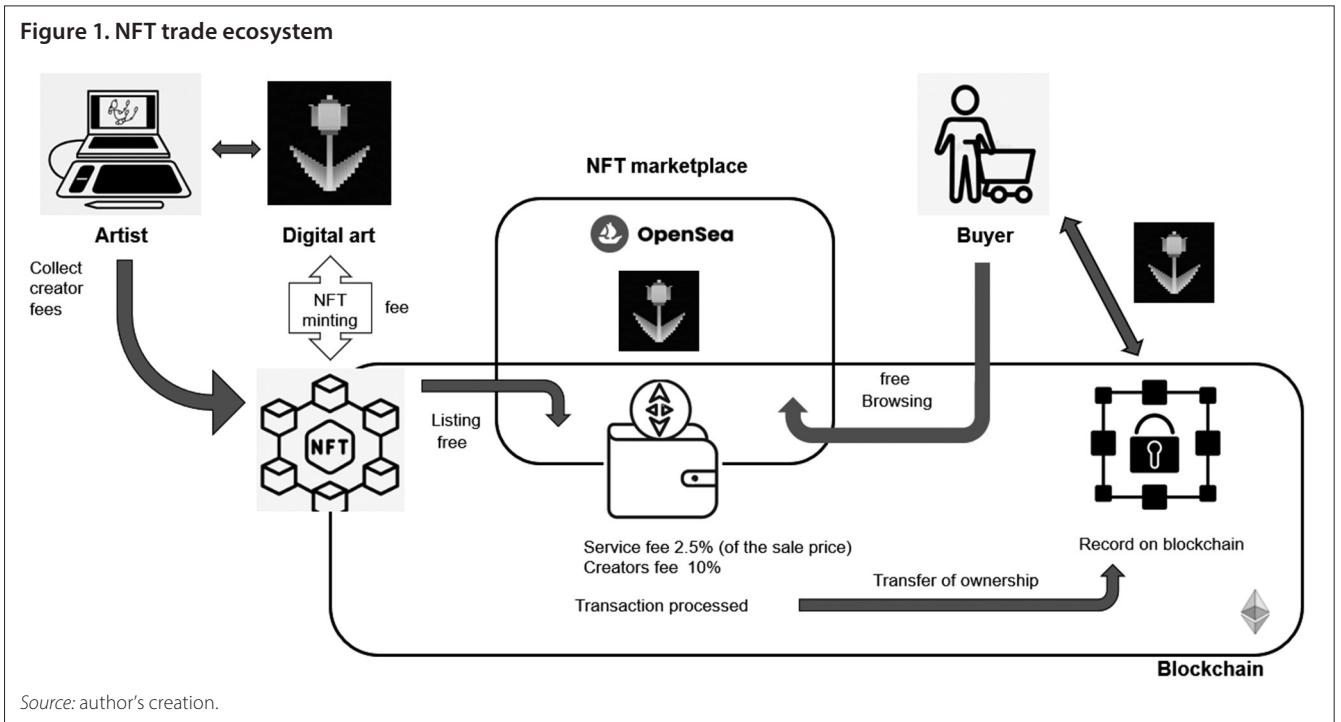 Figure 1. NFT trade ecosystem
NFT marketplace
OpenSea
Artist
Digital art
Buyer
Collect
creator
fees
NFT
minting
fee
free
Browsing
NFT
Listing
free
Service fee 2.5% (of the sale price)
Creators fee 10%
Record on blockchain
Transfer of ownership
Transaction processed
Blockchain
Source: author's creation.